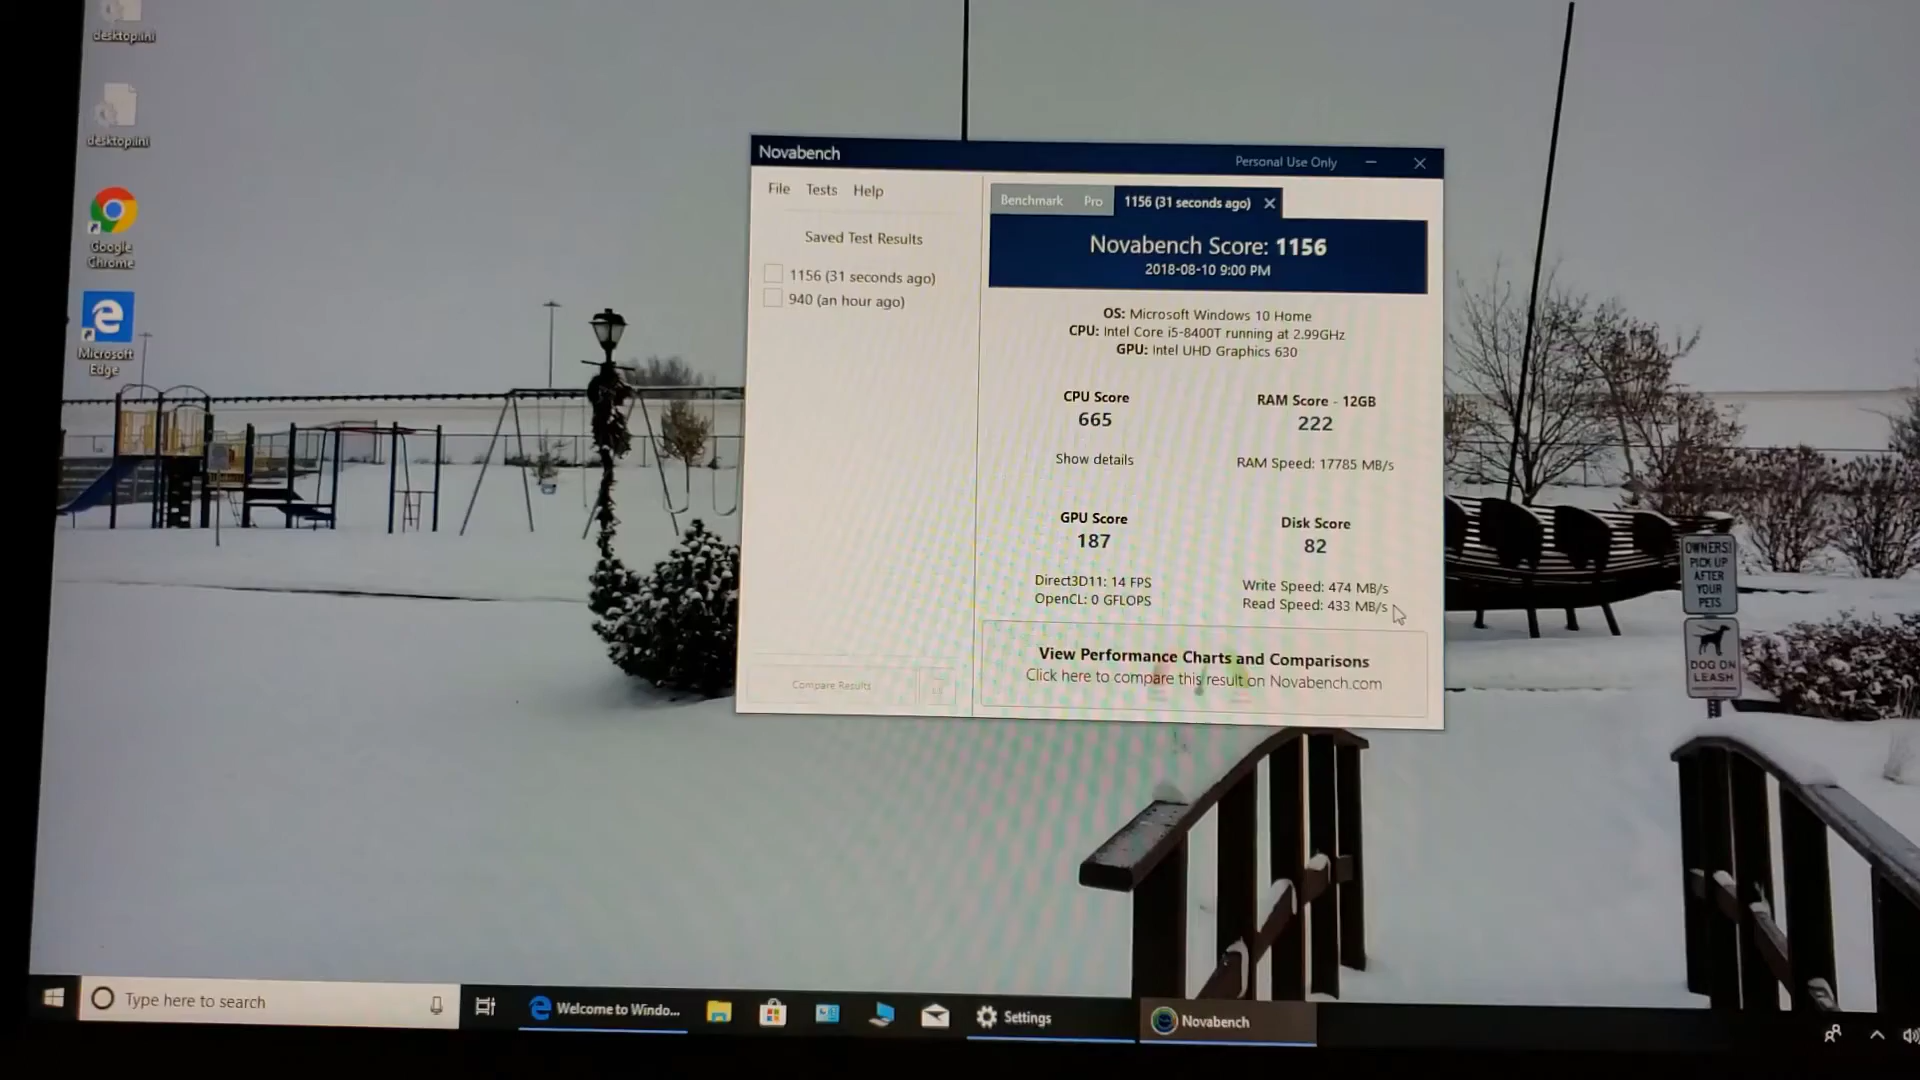 desktop.ini
desktop.ini
Google
Chrome
Microsoft
Edge
Novabench
Personal Use Only
File Tests Help
Saved Test Results
1156 (31 seconds ago)
940 (an hour ago)
Compare Results
Benchmark Pro 1156 (31 seconds ago)
Novabench Score: 1156
2018-08-10 9:00 PM
OS: Microsoft Windows 10 Home
CPU: Intel Core i5-8400T running at 2.99GHz
GPU: Intel UHD Graphics 630
CPU Score
665
Show details
RAM Score - 12GB
222
RAM Speed: 17785 MB/s
GPU Score
187
Direct3D11: 14 FPS
OpenCL: 0 GFLOPS
Disk Score
82
Write Speed: 474 MB/s
Read Speed: 433 MB/s
View Performance Charts and Comparisons
Click here to compare this result on Novabench.com
OWNERS!
PICK UP
AFTER
YOUR
PETS
DOG ON
LEASH
Type here to search
Welcome to Windo...
Settings
Novabench